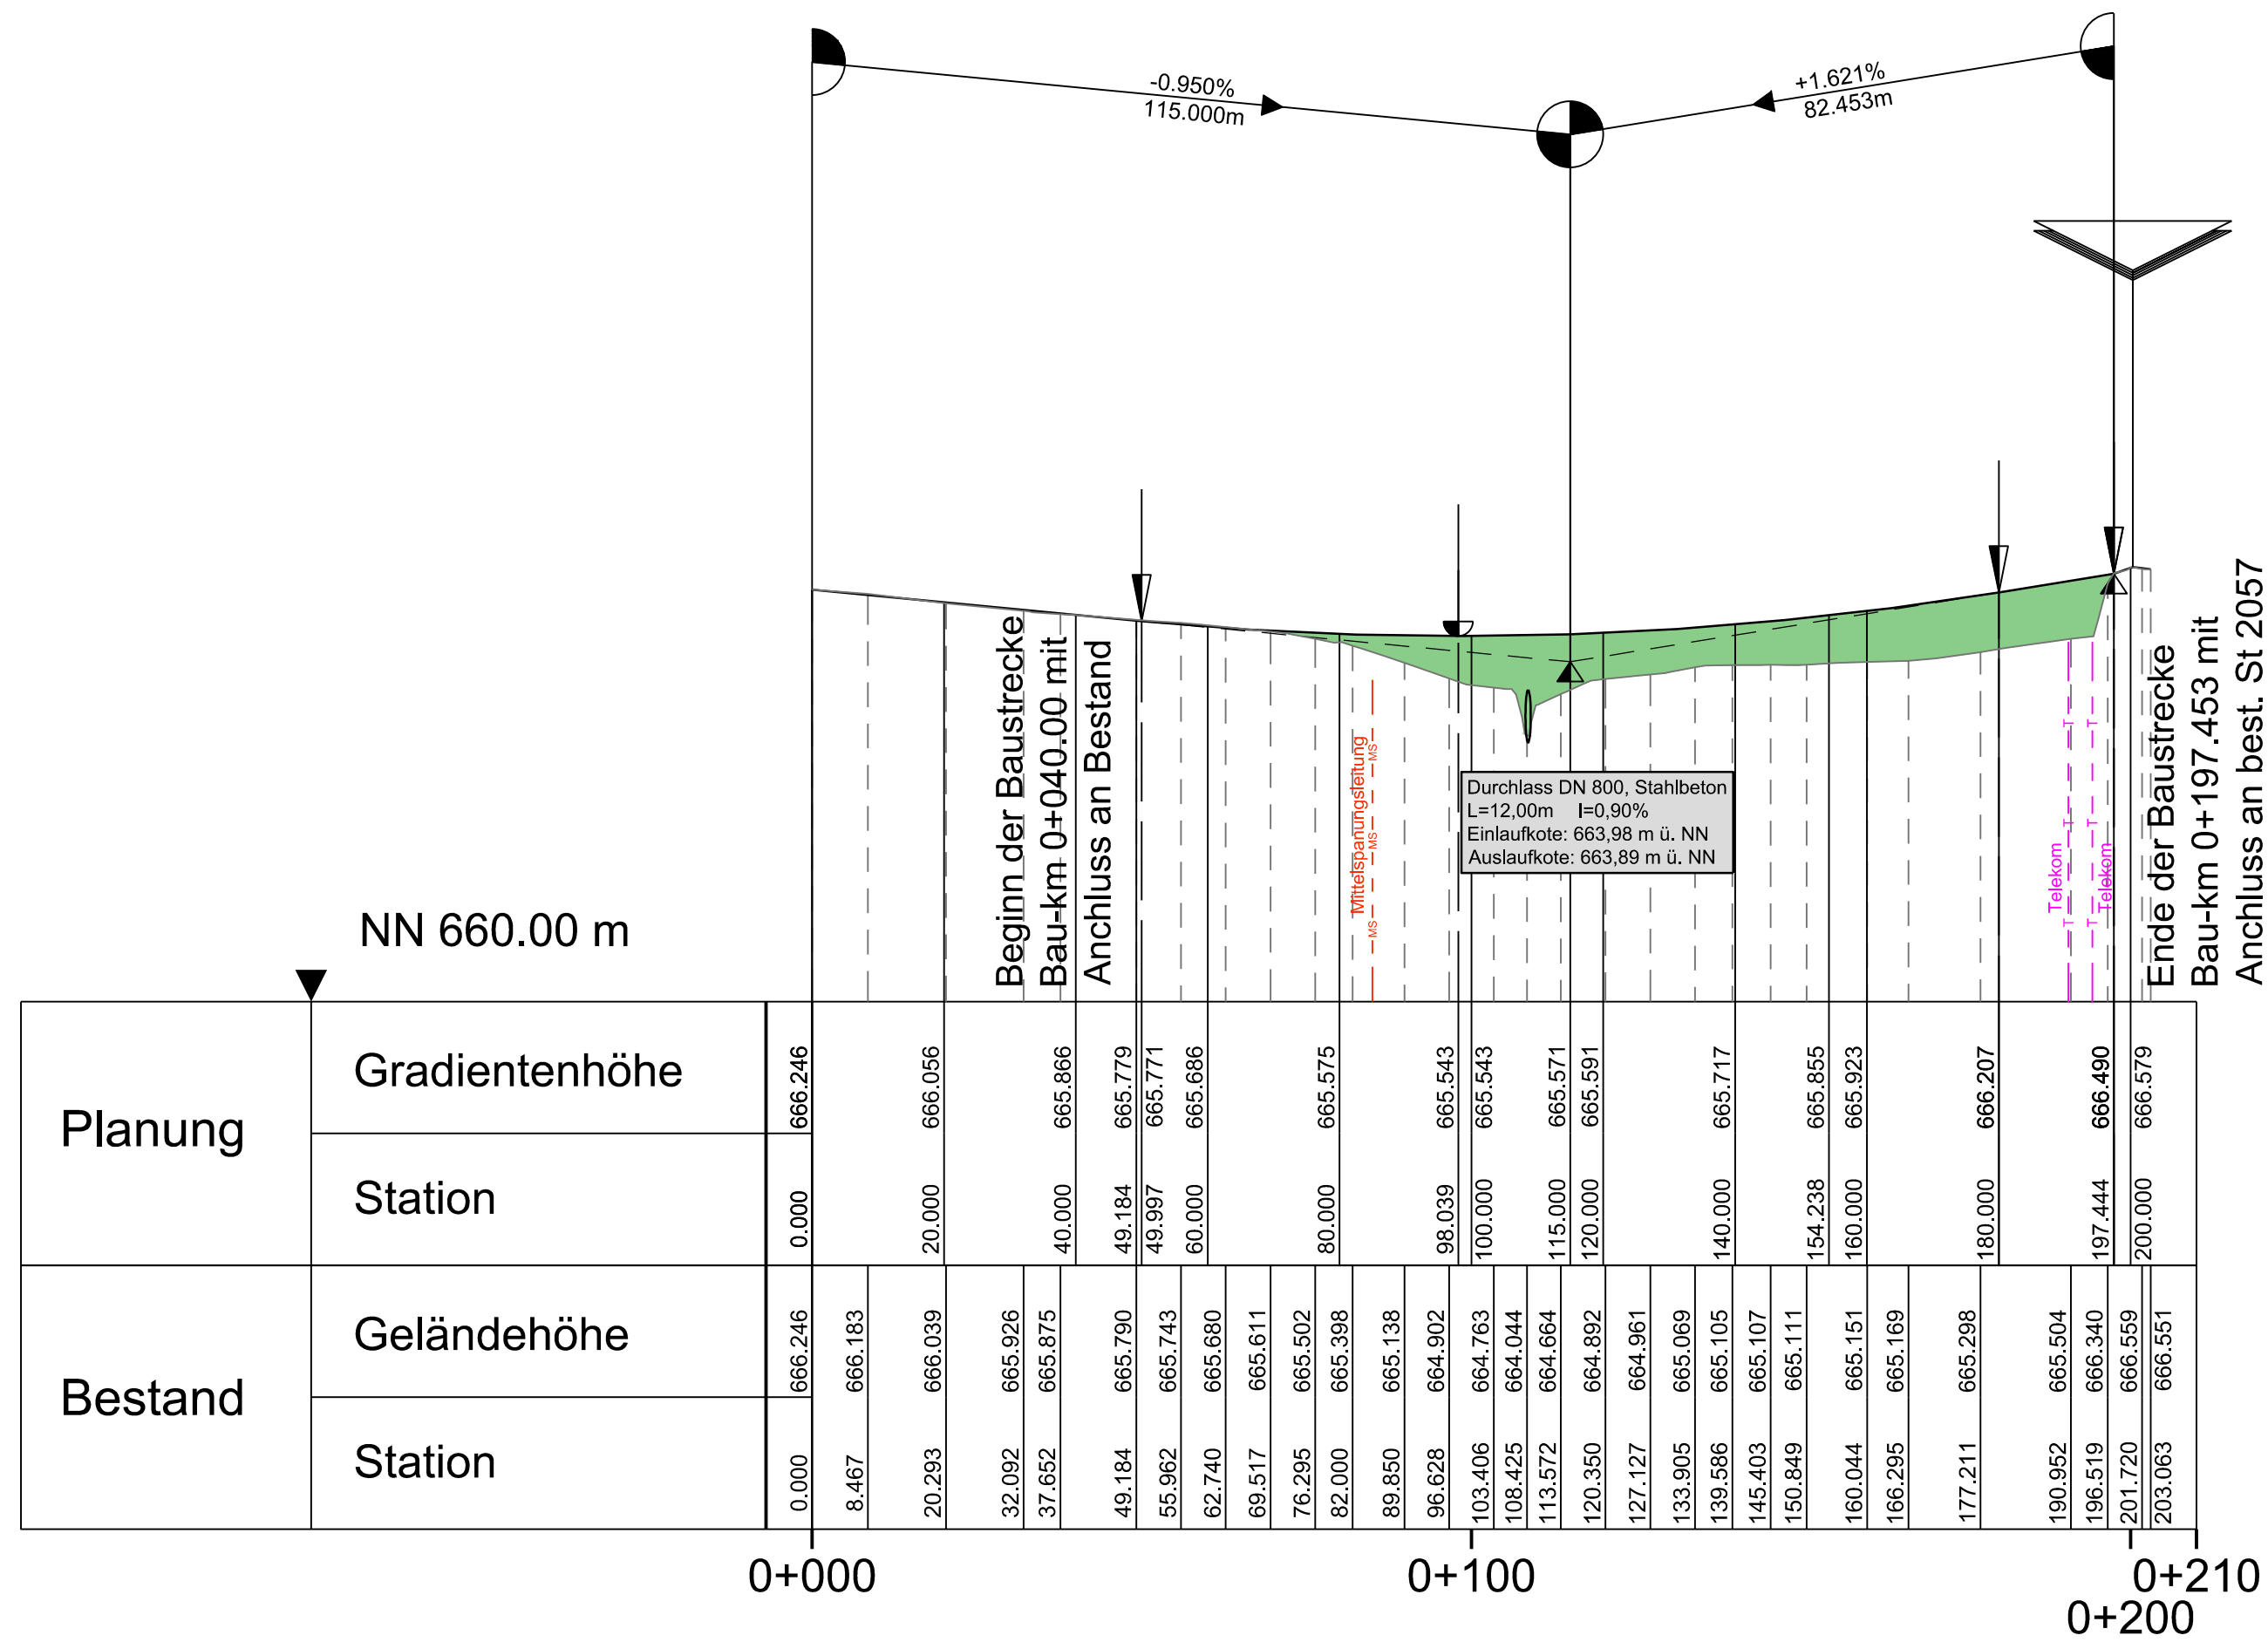 -0.950%
115.000m
+1.621%
82.453m
Beginn der Baustrecke
Bau-km 0+040.00 mit
Anchluss an Bestand
Mittelspanungsleitung
MS
MS
MS
Durchlass DN 800, Stahlbeton
L=12,00m I=0,90%
Einlaufkote: 663,98 m ü. NN
Auslaufkote: 663,89 m ü. NN
Telekom
T
T
T
T
T
T
Telekom
Ende der Baustrecke
Bau-km 0+197.453 mit
Anchluss an best. St 2057
NN 660.00 m
Planung
Gradientenhöhe
666.246 666.056 665.866 665.779 665.771 665.686 665.575 665.543 665.543 665.571 665.591 665.717 665.855 665.923 666.207 666.490 666.579
Station
0.000 20.000 40.000 49.184 49.997 60.000 80.000 98.039 100.000 115.000 120.000 140.000 154.238 160.000 180.000 197.444 200.000
Bestand
Geländehöhe
666.246 666.183 666.039 665.926 665.875 665.790 665.743 665.680 665.611 665.502 665.398 665.138 664.902 664.763 664.044 664.664 664.892 664.961 665.069 665.105 665.107 665.111 665.151 665.169 665.298 665.504 666.340 666.559 666.551
Station
0.000 8.467 20.293 32.092 37.652 49.184 55.962 62.740 69.517 76.295 82.000 89.850 96.628 103.406 108.425 113.572 120.350 127.127 133.905 139.586 145.403 150.849 160.044 166.295 177.211 190.952 196.519 201.720 203.063
0+000
0+100
0+210
0+200